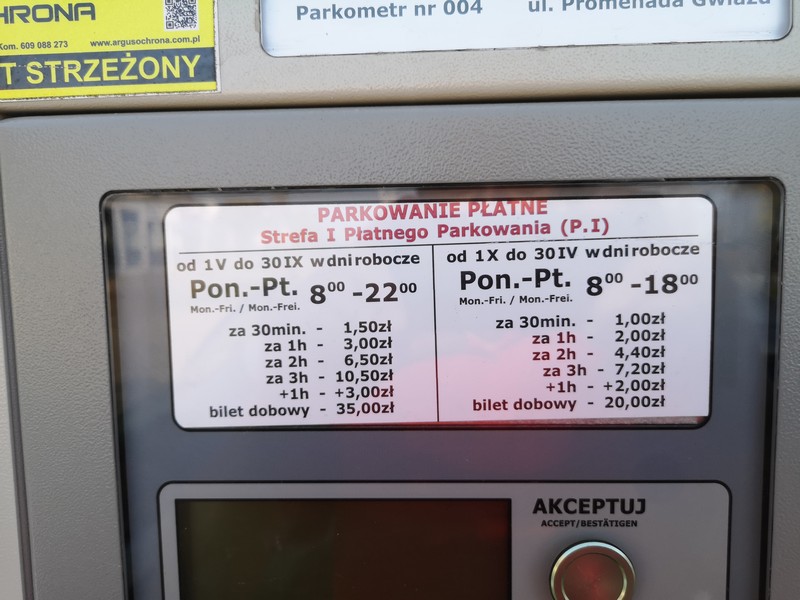 HRONA
Kom. 609 088 273 www.argusochrona.com.pl
T STRZEŻONY
Parkometr nr 004 ul. Promenada Gwiazd
PARKOWANIE PŁATNE
Strefa I Płatnego Parkowania (P.I)
od 1V do 30IX w dni robocze
Pon.-Pt. 8⁰⁰ -22⁰⁰
Mon.-Fri. / Mon.-Frei.
za 30min. - 1,50zł
za 1h - 3,00zł
za 2h - 6,50zł
za 3h - 10,50zł
+1h - +3,00zł
bilet dobowy - 35,00zł
od 1X do 30IV w dni robocze
Pon.-Pt. 8⁰⁰ -18⁰⁰
Mon.-Fri. / Mon.-Frei.
za 30min. - 1,00zł
za 1h - 2,00zł
za 2h - 4,40zł
za 3h - 7,20zł
+1h - +2,00zł
bilet dobowy - 20,00zł
AKCEPTUJ
ACCEPT/BESTÄTIGEN